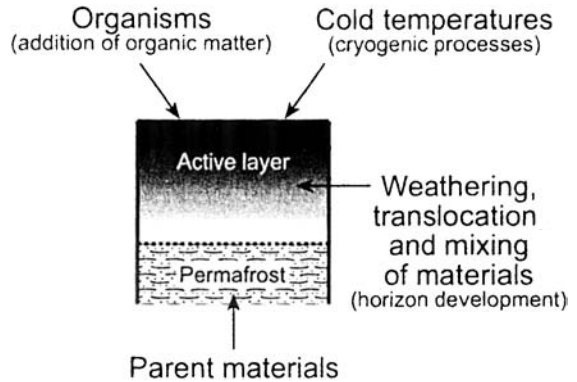 Organisms
(addition of organic matter)
Cold temperatures
(cryogenic processes)
Active layer
Weathering,
translocation
and mixing
of materials
(horizon development)
Permafrost
Parent materials